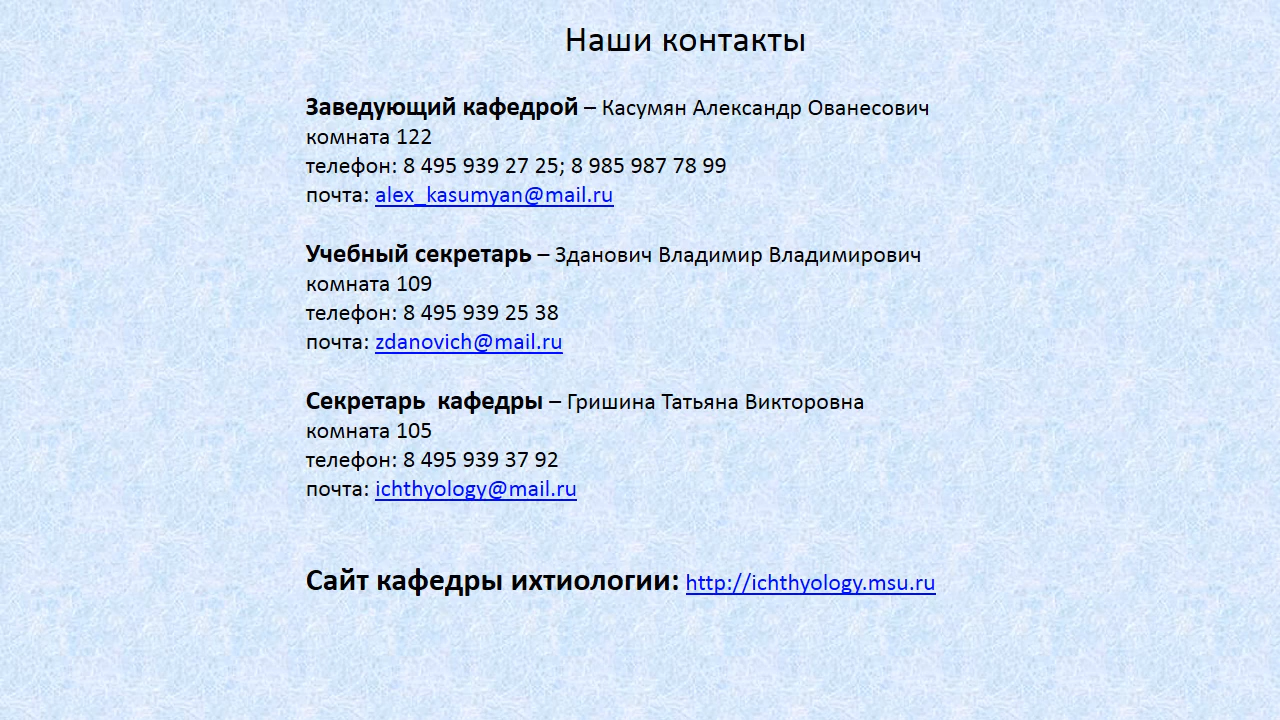 Наши контакты
Заведующий кафедрой – Касумян Александр Ованесович
комната 122
телефон: 8 495 939 27 25; 8 985 987 78 99
почта: alex_kasumyan@mail.ru
Учебный секретарь – Зданович Владимир Владимирович
комната 109
телефон: 8 495 939 25 38
почта: zdanovich@mail.ru
Секретарь  кафедры – Гришина Татьяна Викторовна
комната 105
телефон: 8 495 939 37 92
почта: ichthyology@mail.ru
Сайт кафедры ихтиологии: http://ichthyology.msu.ru